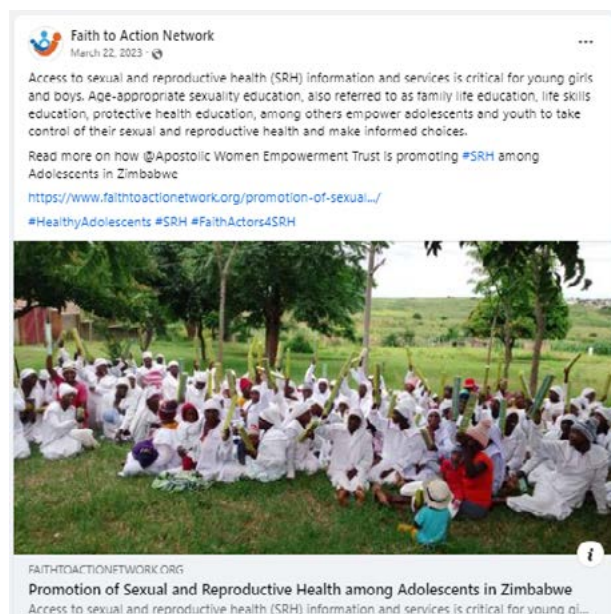 Faith to Action Network
March 22, 2023 ·
Access to sexual and reproductive health (SRH) information and services is critical for young girls
and boys. Age-appropriate sexuality education, also referred to as family life education, life skills
education, protective health education, among others empower adolescents and youth to take
control of their sexual and reproductive health and make informed choices.
Read more on how @Apostolic Women Empowerment Trust is promoting #SRH among
Adolescents in Zimbabwe
https://www.faithtoactionetwork.org/promotion-of-sexual.../
#HealthyAdolescents #SRH #FaithActors4SRH
FAITHTOACTIONETWORK.ORG
Promotion of Sexual and Reproductive Health among Adolescents in Zimbabwe
Access to sexual and reproductive health (SRH) information and services is critical for young gi...